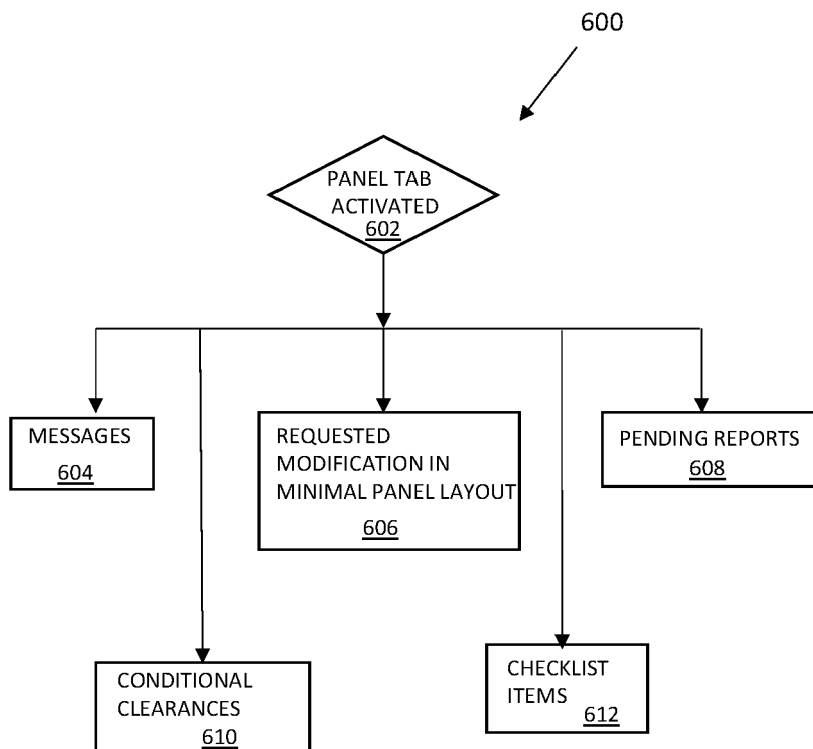 600
PANEL TAB
ACTIVATED
602
MESSAGES
604
REQUESTED
MODIFICATION IN
MINIMAL PANEL LAYOUT
606
PENDING REPORTS
608
CONDITIONAL
CLEARANCES
610
CHECKLIST
ITEMS
612